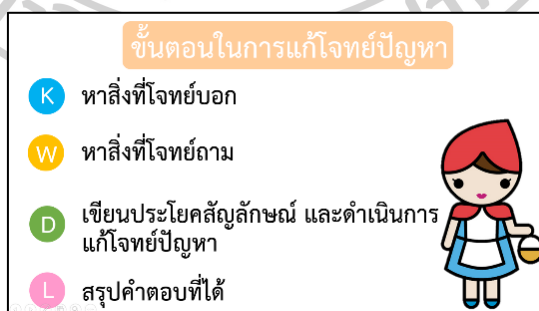 ขั้นตอนในการแก้โจทย์ปัญหา
K หาสิ่งที่โจทย์บอก
W หาสิ่งที่โจทย์ถาม
D เขียนประโยคสัญลักษณ์ และดำเนินการ
แก้โจทย์ปัญหา
L สรุปคำตอบที่ได้